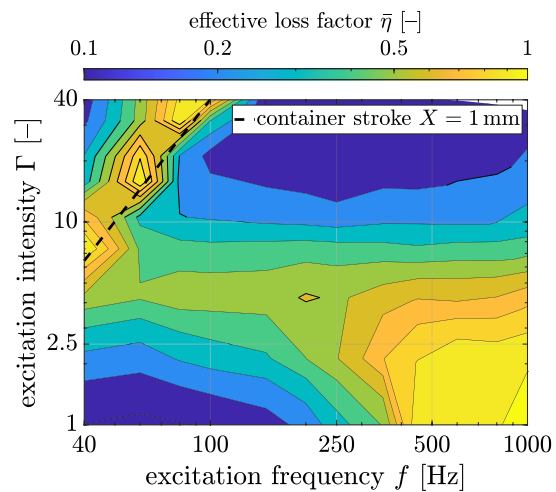 effective loss factor η̄ [–]
0.1 0.2 0.5 1
40
container stroke X = 1 mm
10
2.5
1
excitation intensity Γ [–]
40 100 250 500 1000
excitation frequency f [Hz]